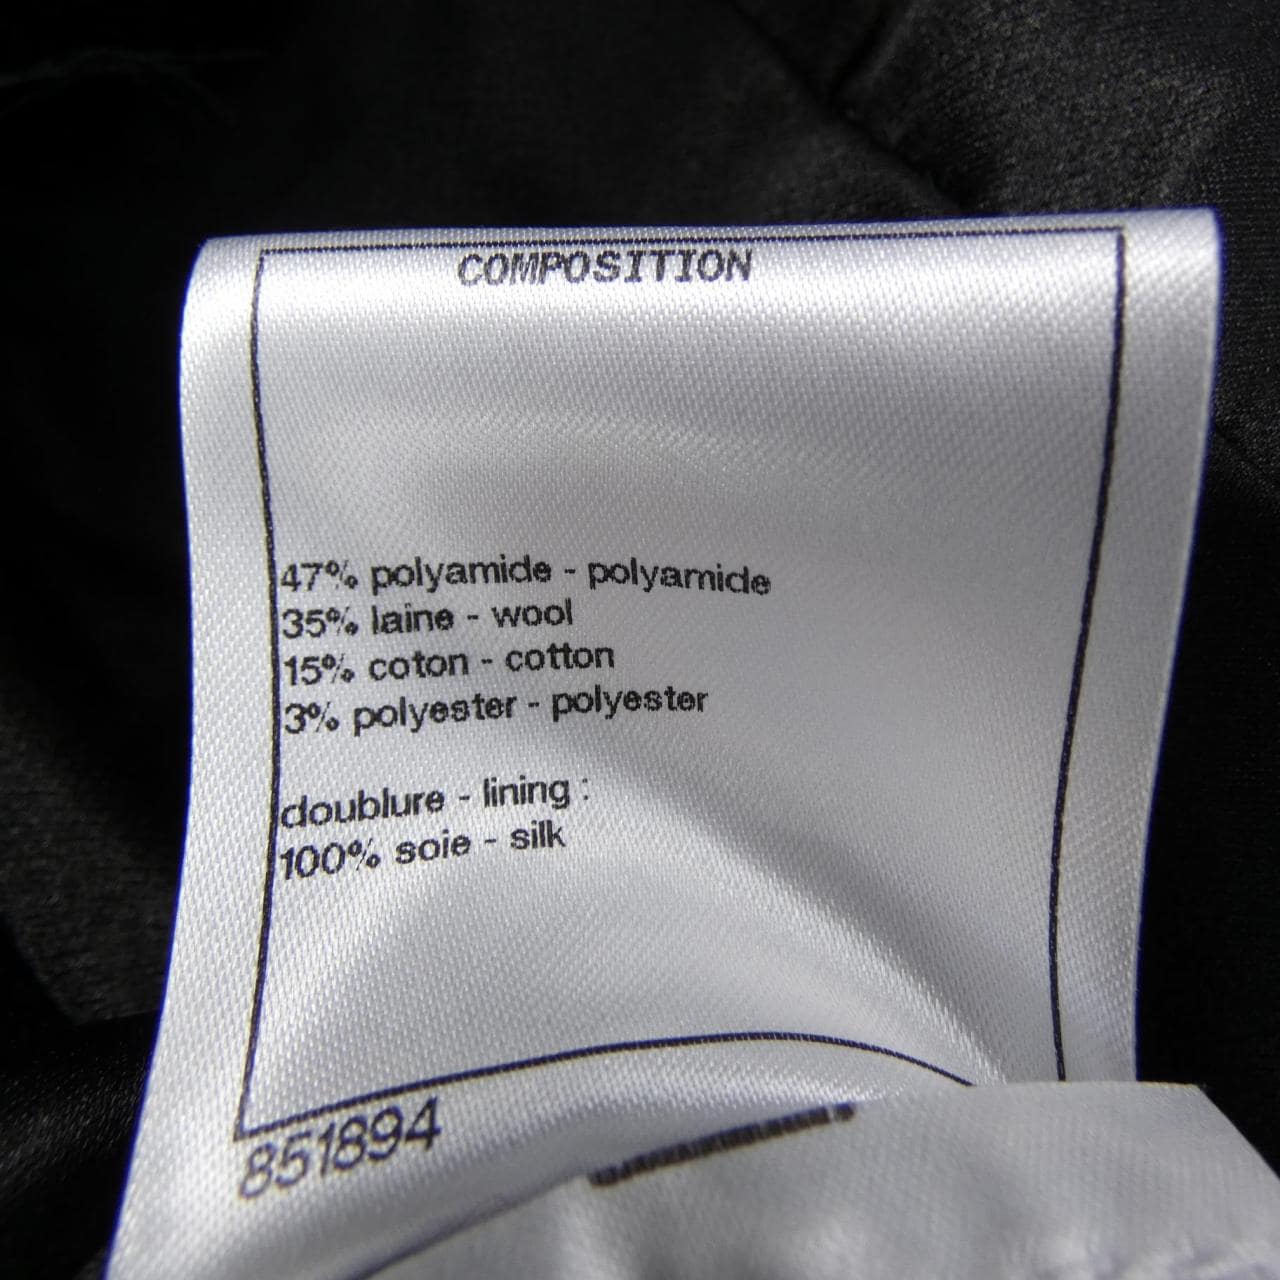 COMPOSITION
47% polyamide - polyamide
35% laine - wool
15% coton - cotton
3% polyester - polyester
doublure - lining :
100% soie - silk
851894